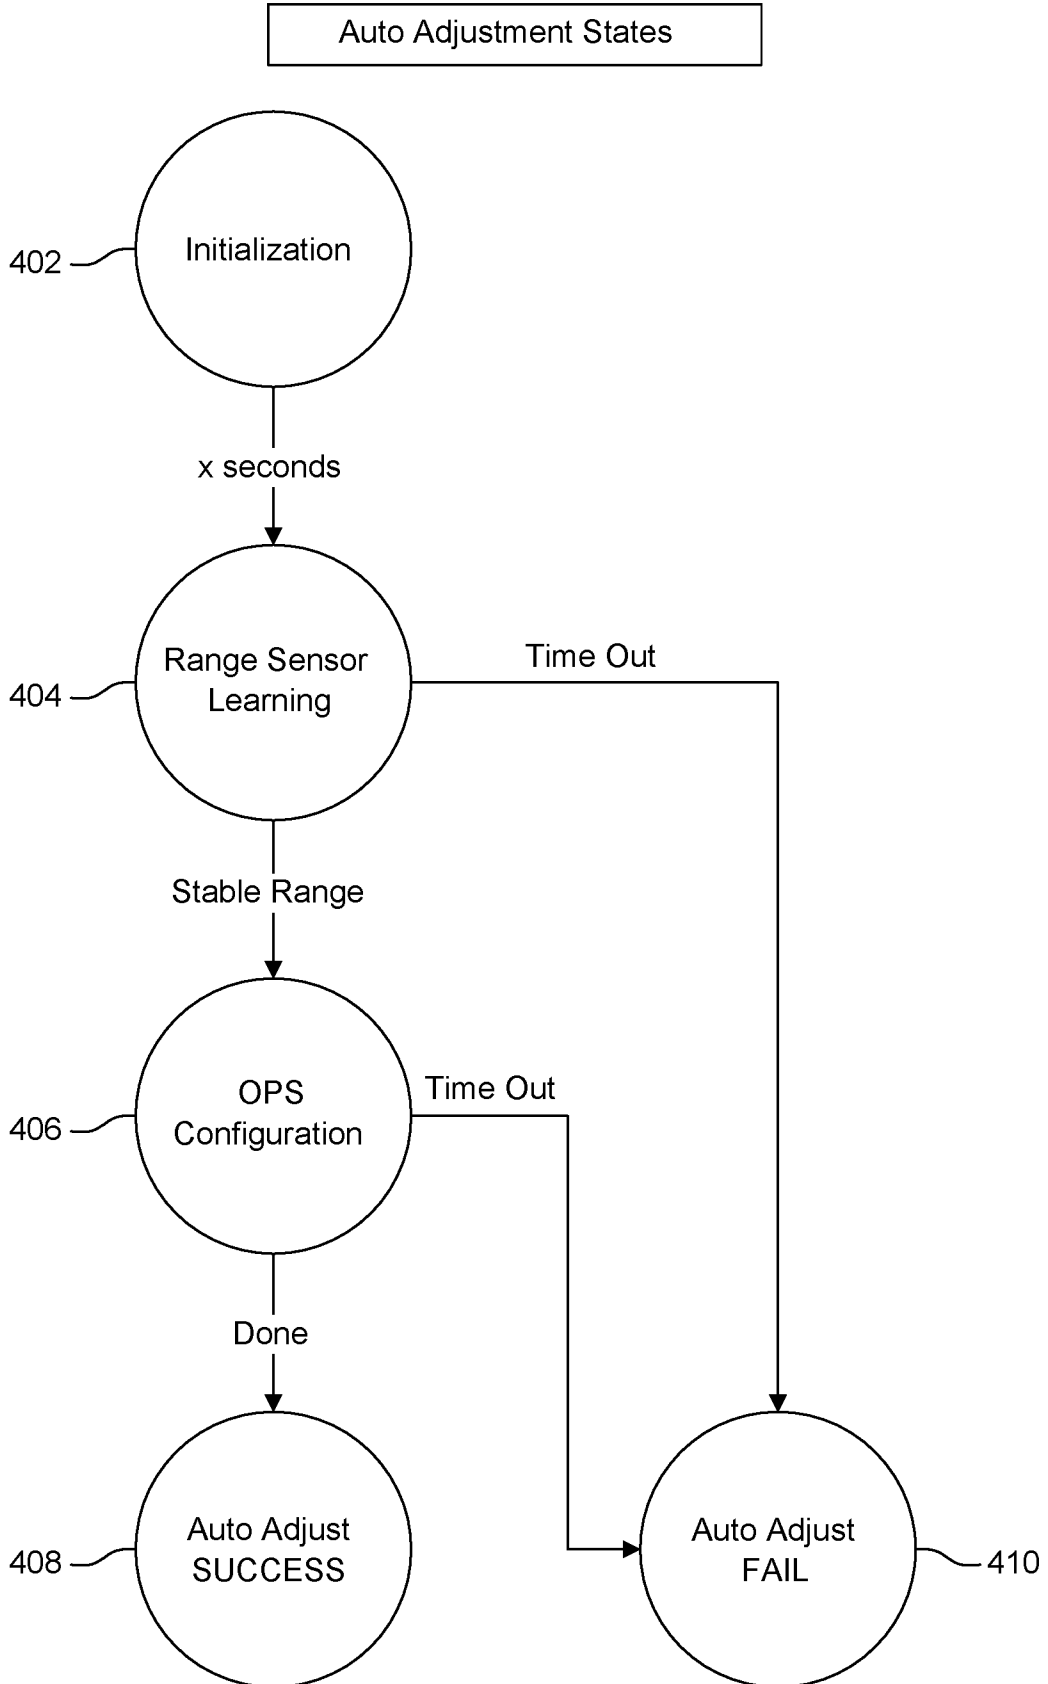 Auto Adjustment States
Initialization
402
x seconds
Range Sensor
Learning
404
Time Out
Stable Range
OPS
Configuration
406
Time Out
Done
Auto Adjust
SUCCESS
408
Auto Adjust
FAIL
410